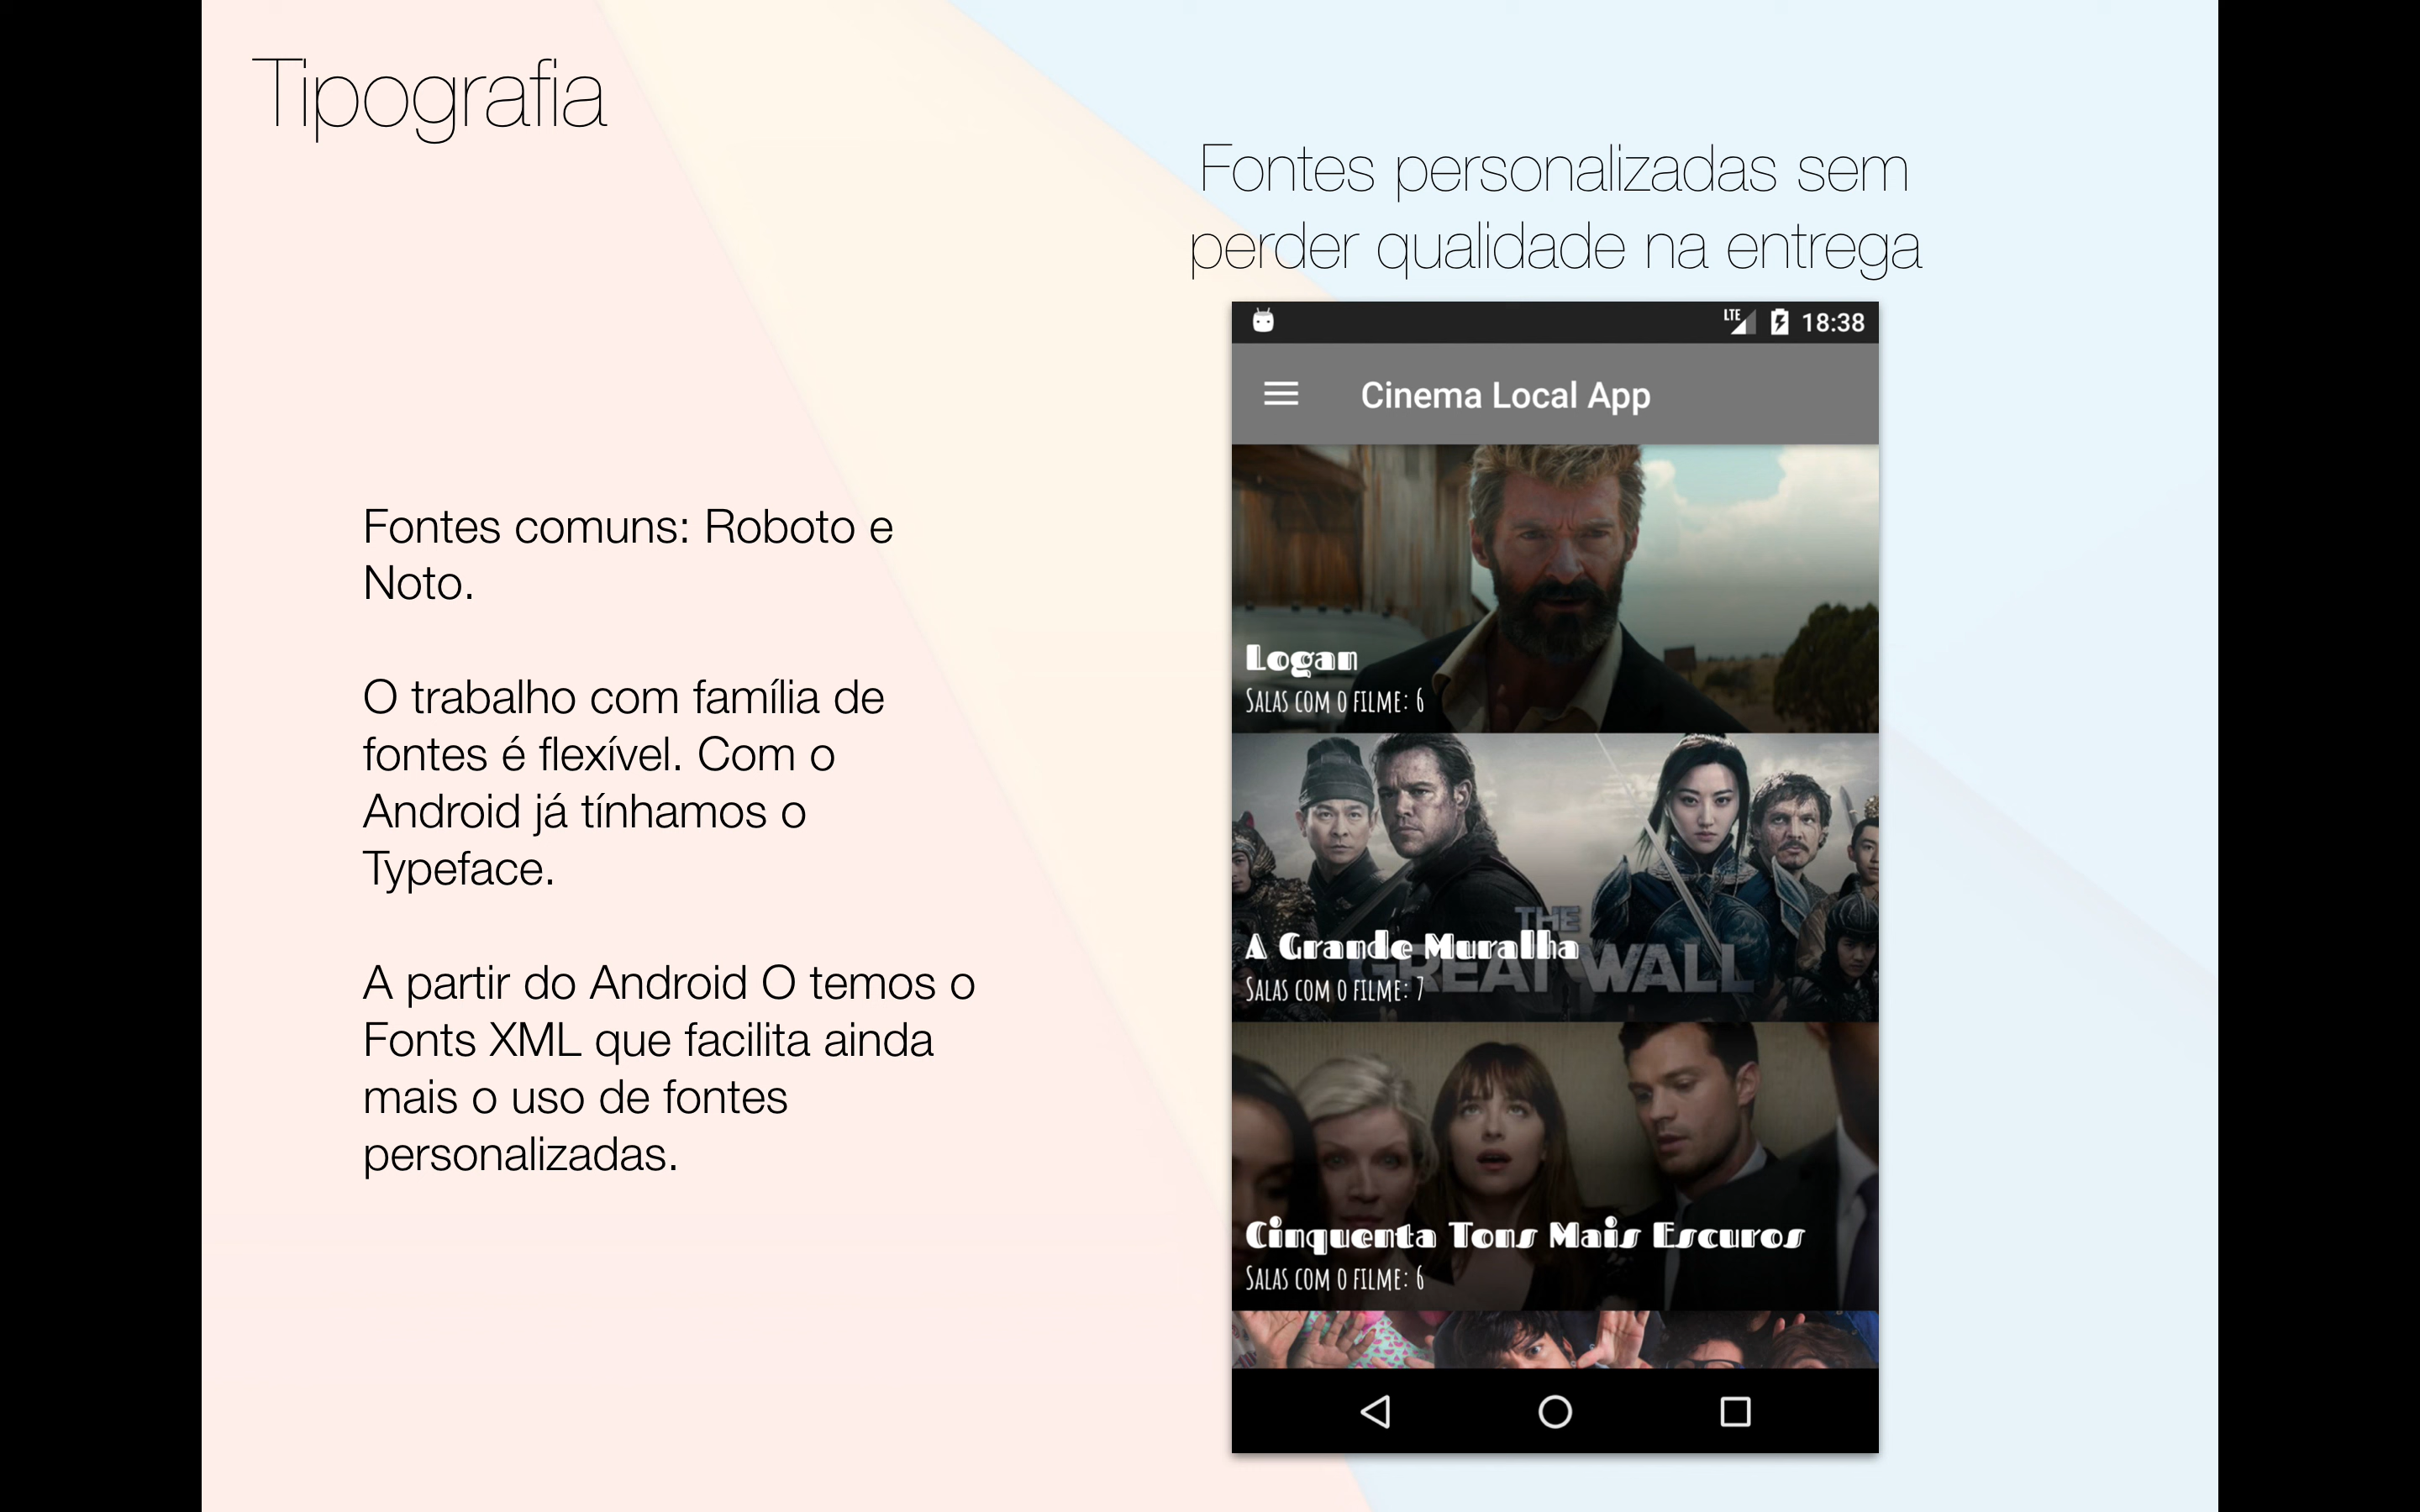 Tipografia
Fontes personalizadas sem
perder qualidade na entrega
Fontes comuns: Roboto e
Noto.
O trabalho com família de
fontes é flexível. Com o
Android já tínhamos o
Typeface.
A partir do Android O temos o
Fonts XML que facilita ainda
mais o uso de fontes
personalizadas.
LTE 18:38
Cinema Local App
Logan
Salas com o filme: 6
THE
GREAT WALL
A Grande Muralha
Salas com o filme: 7
Cinquenta Tons Mais Escuros
Salas com o filme: 6